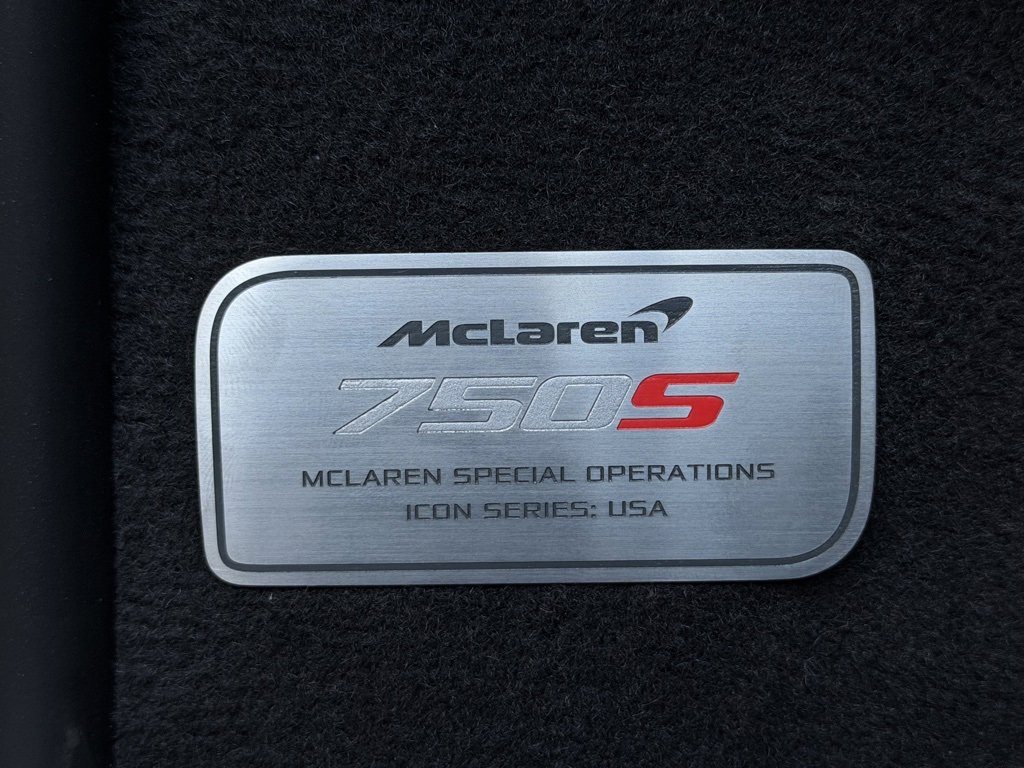 McLaren
750S
MCLAREN SPECIAL OPERATIONS
ICON SERIES: USA